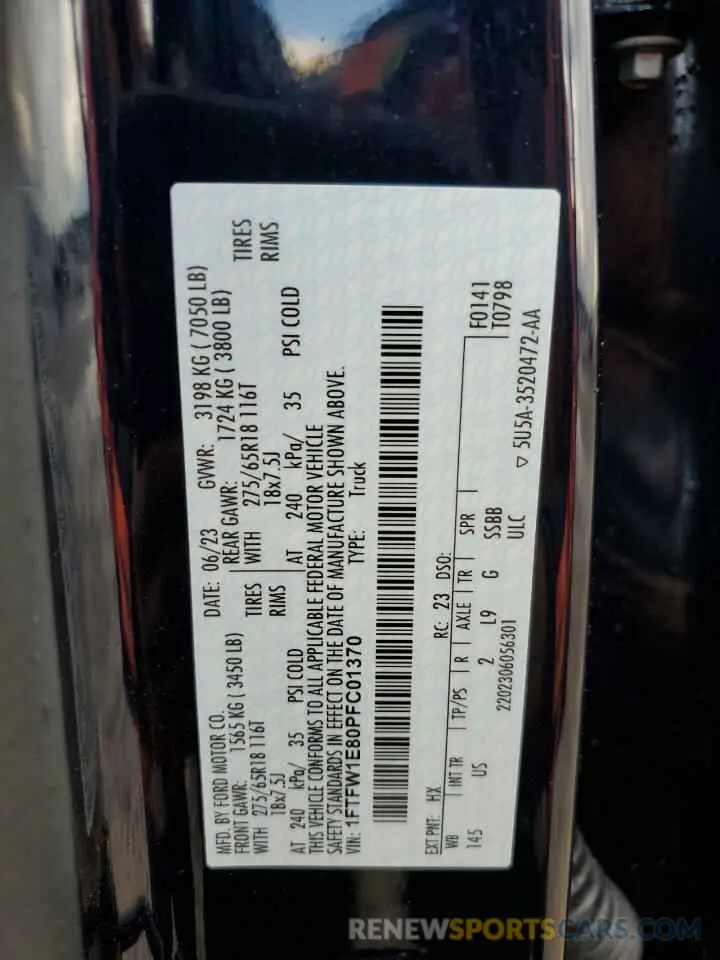 MFD. BY FORD MOTOR CO.
DATE: 06/23 GVWR: 3198 KG ( 7050 LB)
FRONT GAWR: 1565 KG ( 3450 LB)
REAR GAWR: 1724 KG ( 3800 LB)
WITH 275/65R18 116T TIRES
WITH 275/65R18 116T TIRES
18x7.5J RIMS
18x7.5J RIMS
AT 240 kPa/ 35 PSI COLD
AT 240 kPa/ 35 PSI COLD
THIS VEHICLE CONFORMS TO ALL APPLICABLE FEDERAL MOTOR VEHICLE
SAFETY STANDARDS IN EFFECT ON THE DATE OF MANUFACTURE SHOWN ABOVE.
VIN: 1FTFW1E80PFC01370 TYPE: Truck
EXT PNT: HX RC: 23 DSO:
WB INT TR TP/PS R AXLE TR SPR
F0141
T0798
145 US 2 L9 G SSBB
2202306056301 ULC
▽ 5U5A-3520472-AA
RENEWSPORTSCARS.COM